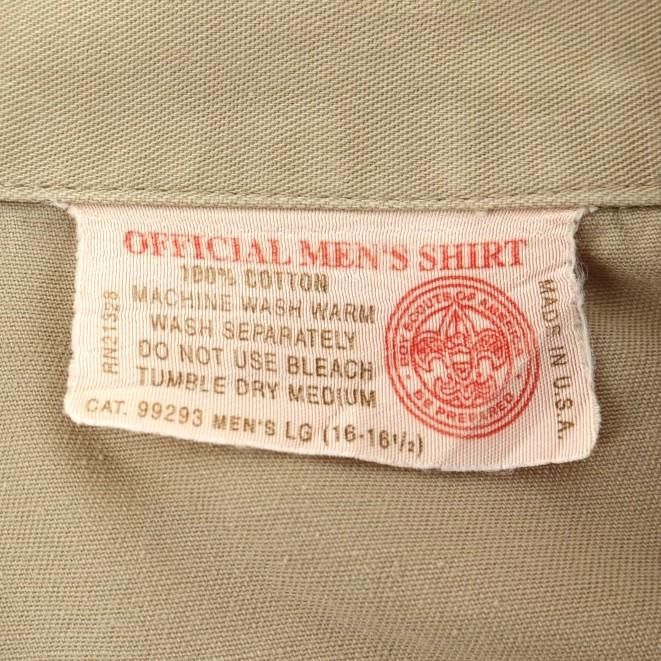 OFFICIAL MEN'S SHIRT
100% COTTON
MACHINE WASH WARM
WASH SEPARATELY
DO NOT USE BLEACH
TUMBLE DRY MEDIUM
CAT. 99293 MEN'S LG (16-16½)
RN21528
BOY SCOUTS OF AMERICA
BE PREPARED
MADE IN U.S.A.